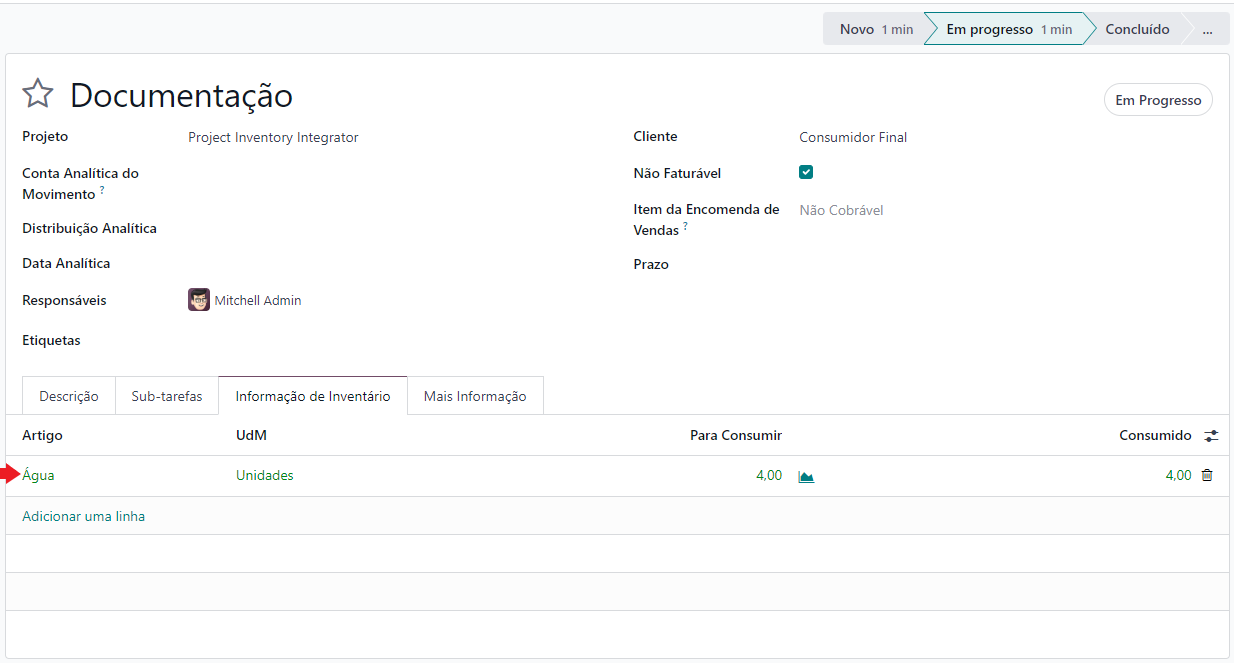 Novo 1 min Em progresso 1 min Concluído ...
Documentação
Em Progresso
Projeto Project Inventory Integrator
Cliente Consumidor Final
Conta Analítica do
Movimento ?
Não Faturável
Distribuição Analítica
Item da Encomenda de
Vendas ? Não Cobrável
Data Analítica
Prazo
Responsáveis Mitchell Admin
Etiquetas
Descrição Sub-tarefas Informação de Inventário Mais Informação
Artigo UdM Para Consumir Consumido
Água Unidades 4,00 4,00
Adicionar uma linha